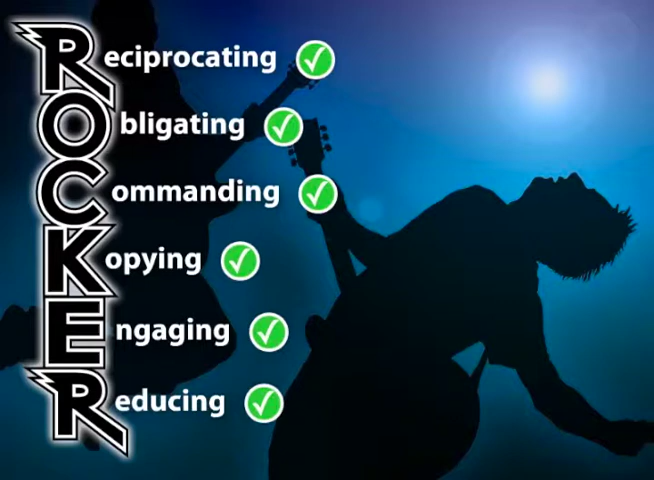 Reciprocating
Obligating
Commanding
Kopying
Engaging
Reducing